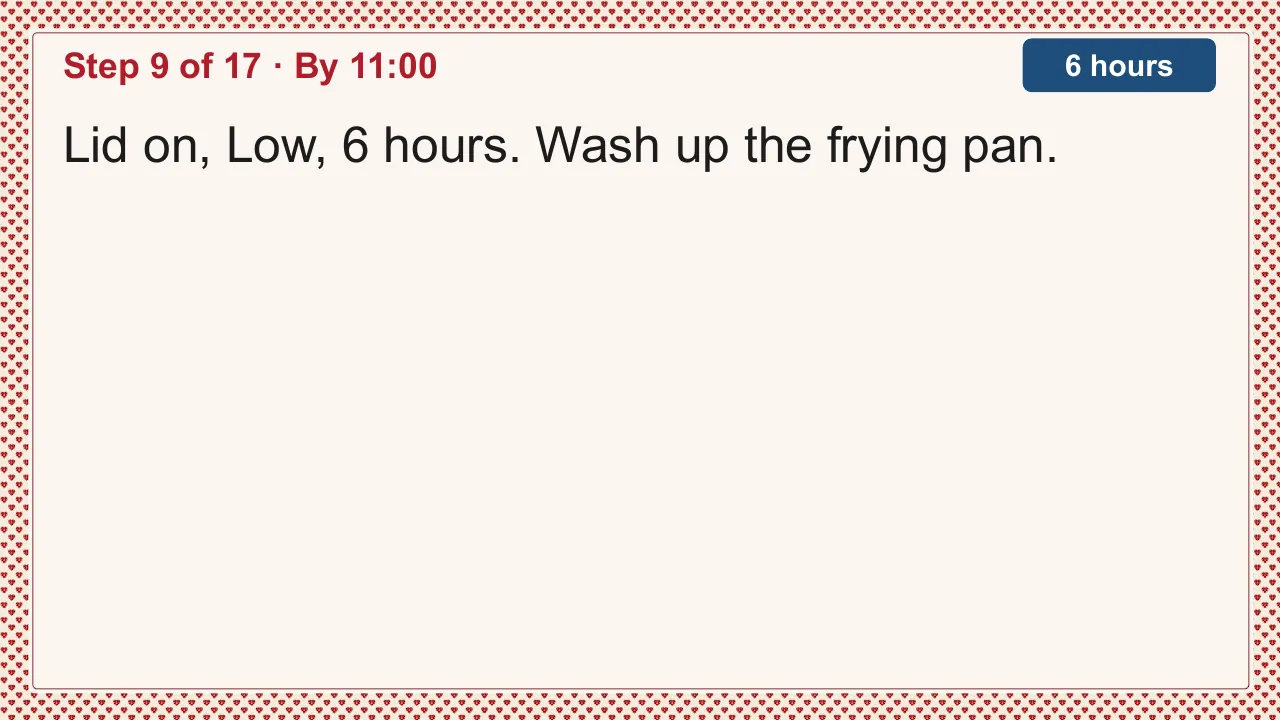 Step 9 of 17 · By 11:00
6 hours
Lid on, Low, 6 hours. Wash up the frying pan.